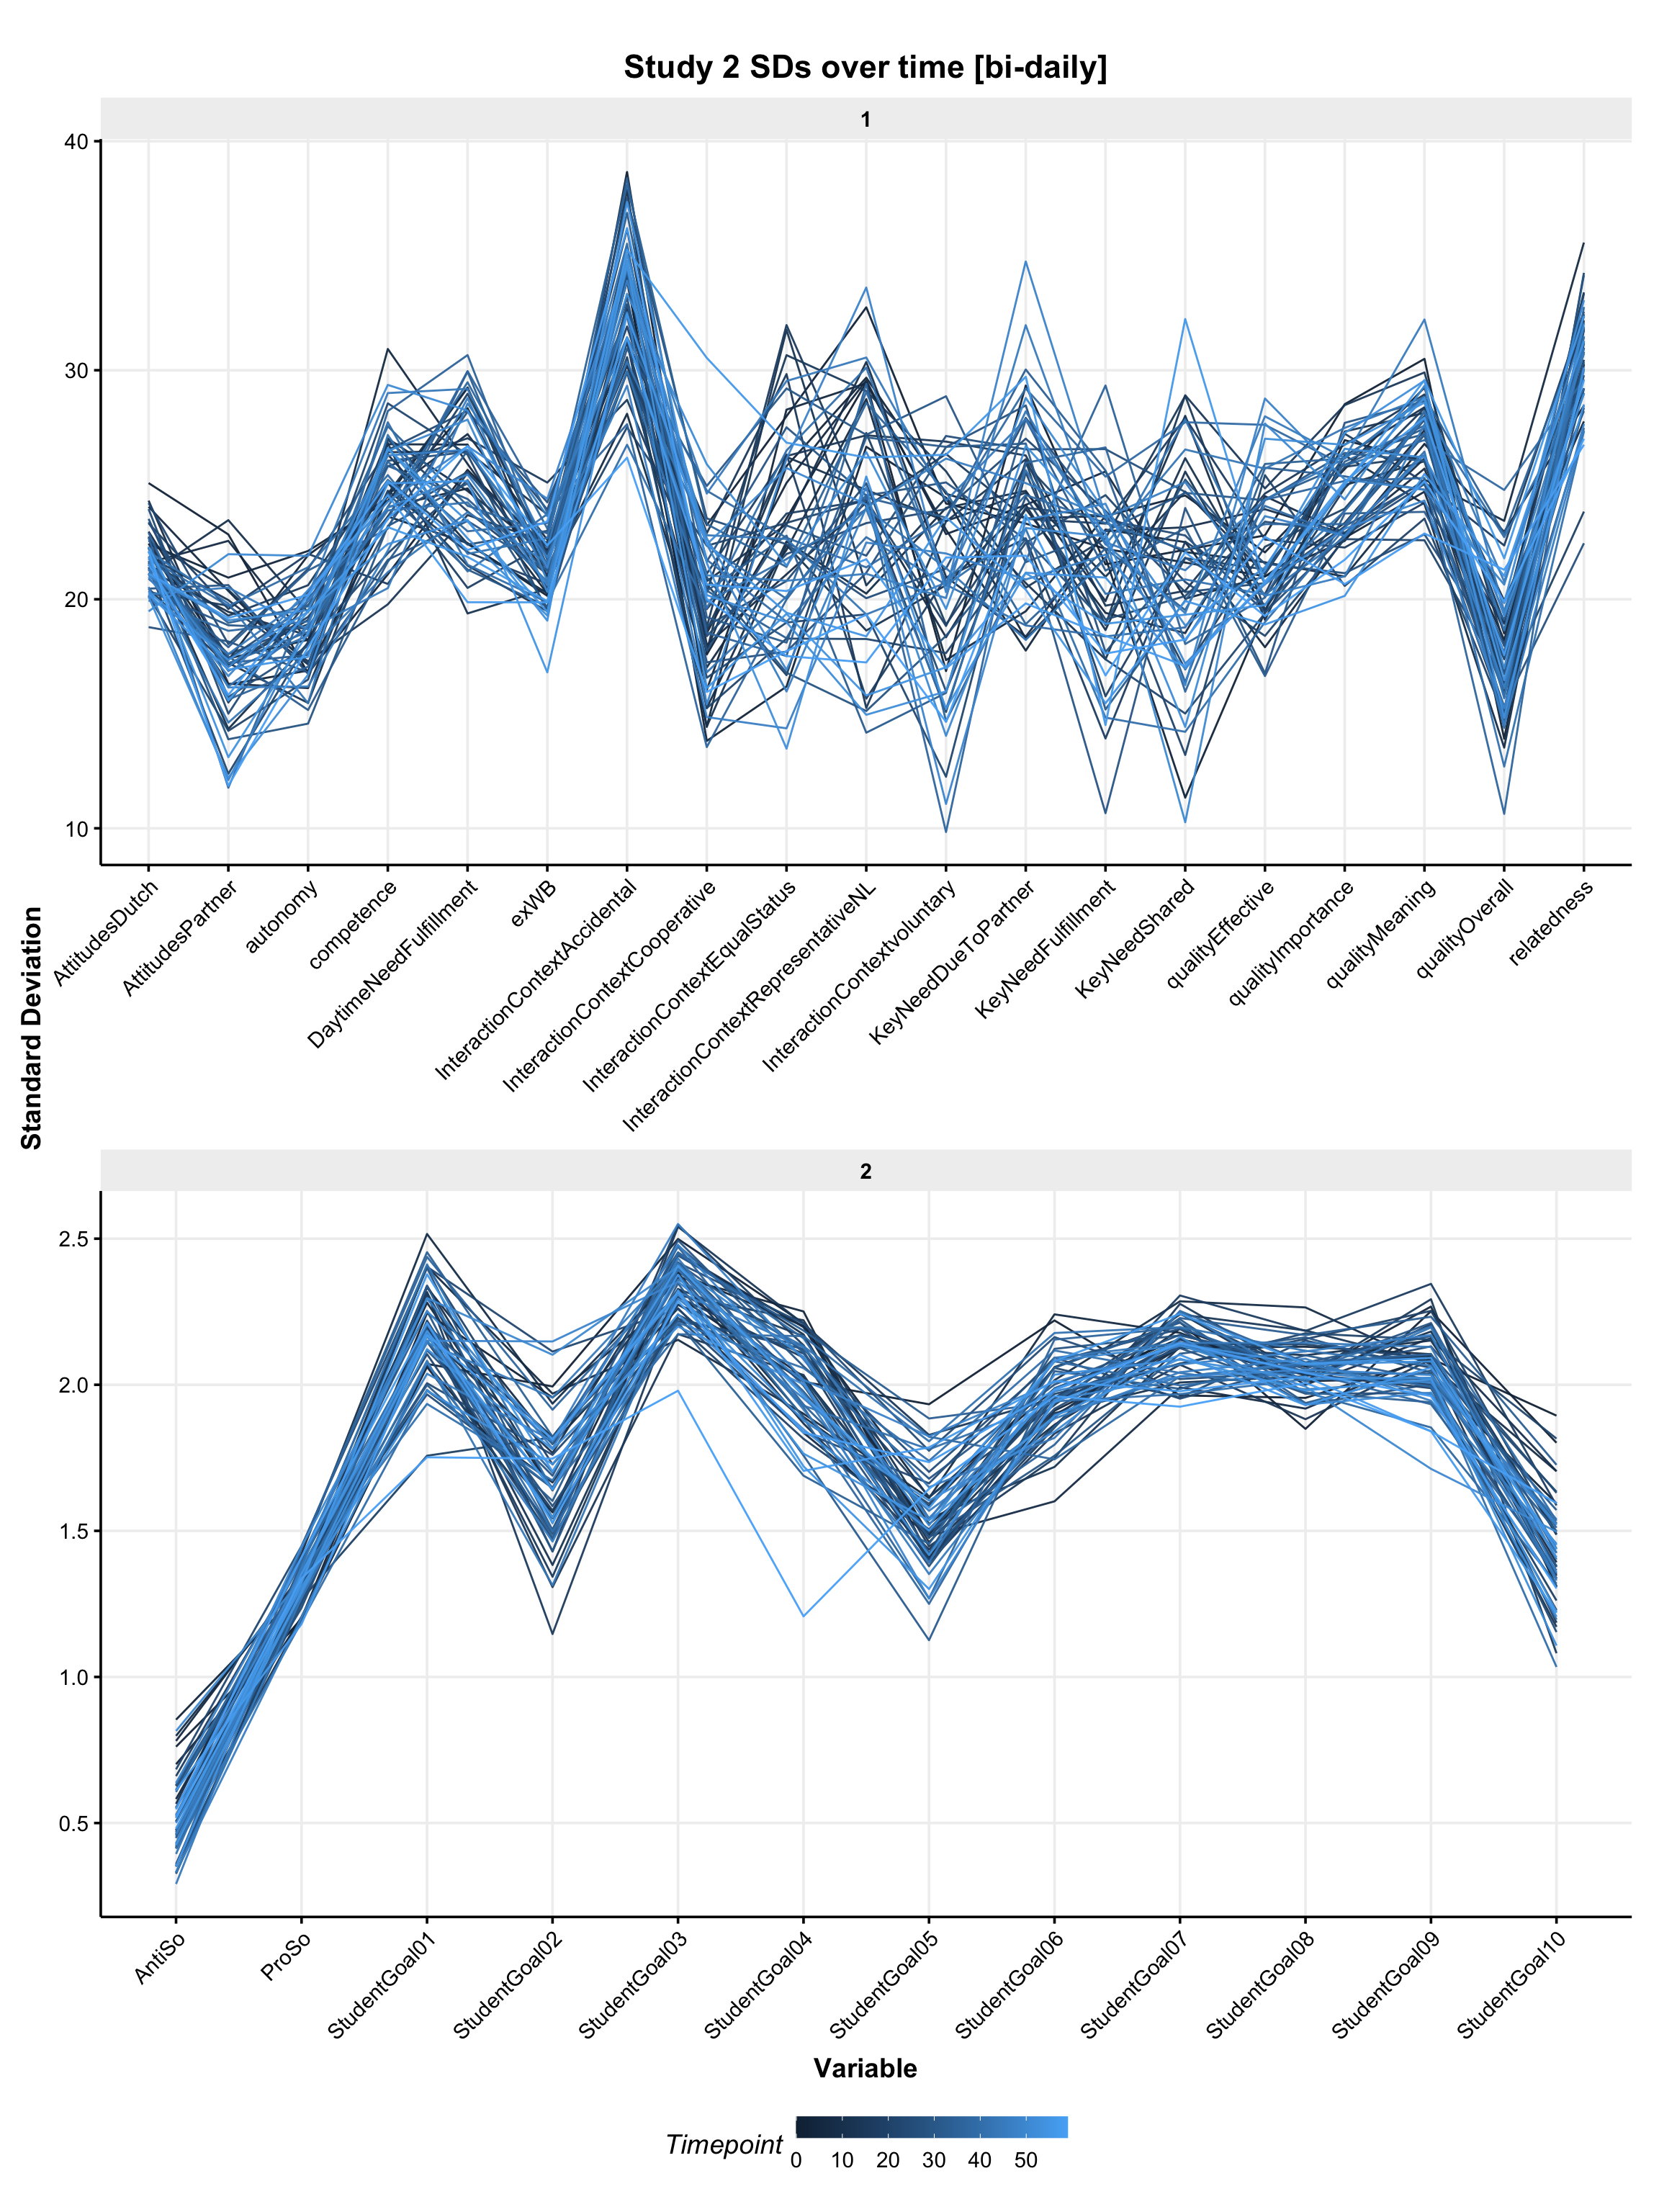 Study 2 SDs over time [bi-daily]
1
40
30
20
10
AttitudesDutch
AttitudesPartner
autonomy
competence
DaytimeNeedFulfillment
exWB
InteractionContextAccidental
InteractionContextCooperative
InteractionContextEqualStatus
InteractionContextRepresentativeNL
InteractionContextvoluntary
KeyNeedDueToPartner
KeyNeedFulfillment
KeyNeedShared
qualityEffective
qualityImportance
qualityMeaning
qualityOverall
relatedness
Standard Deviation
2
2.5
2.0
1.5
1.0
0.5
AntiSo
ProSo
StudentGoal01
StudentGoal02
StudentGoal03
StudentGoal04
StudentGoal05
StudentGoal06
StudentGoal07
StudentGoal08
StudentGoal09
StudentGoal10
Variable
Timepoint
0 10 20 30 40 50